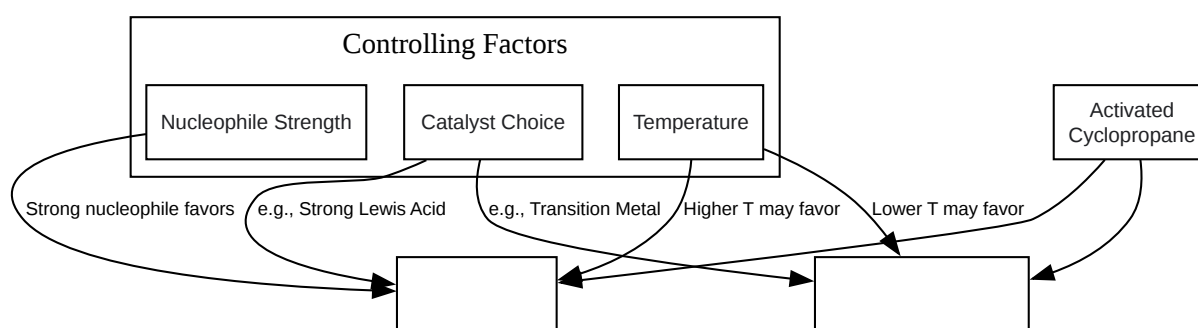 Controlling Factors
Nucleophile Strength
Catalyst Choice
Temperature
Activated
Cyclopropane
Strong nucleophile favors
e.g., Strong Lewis Acid
e.g., Transition Metal
Higher T may favor
Lower T may favor